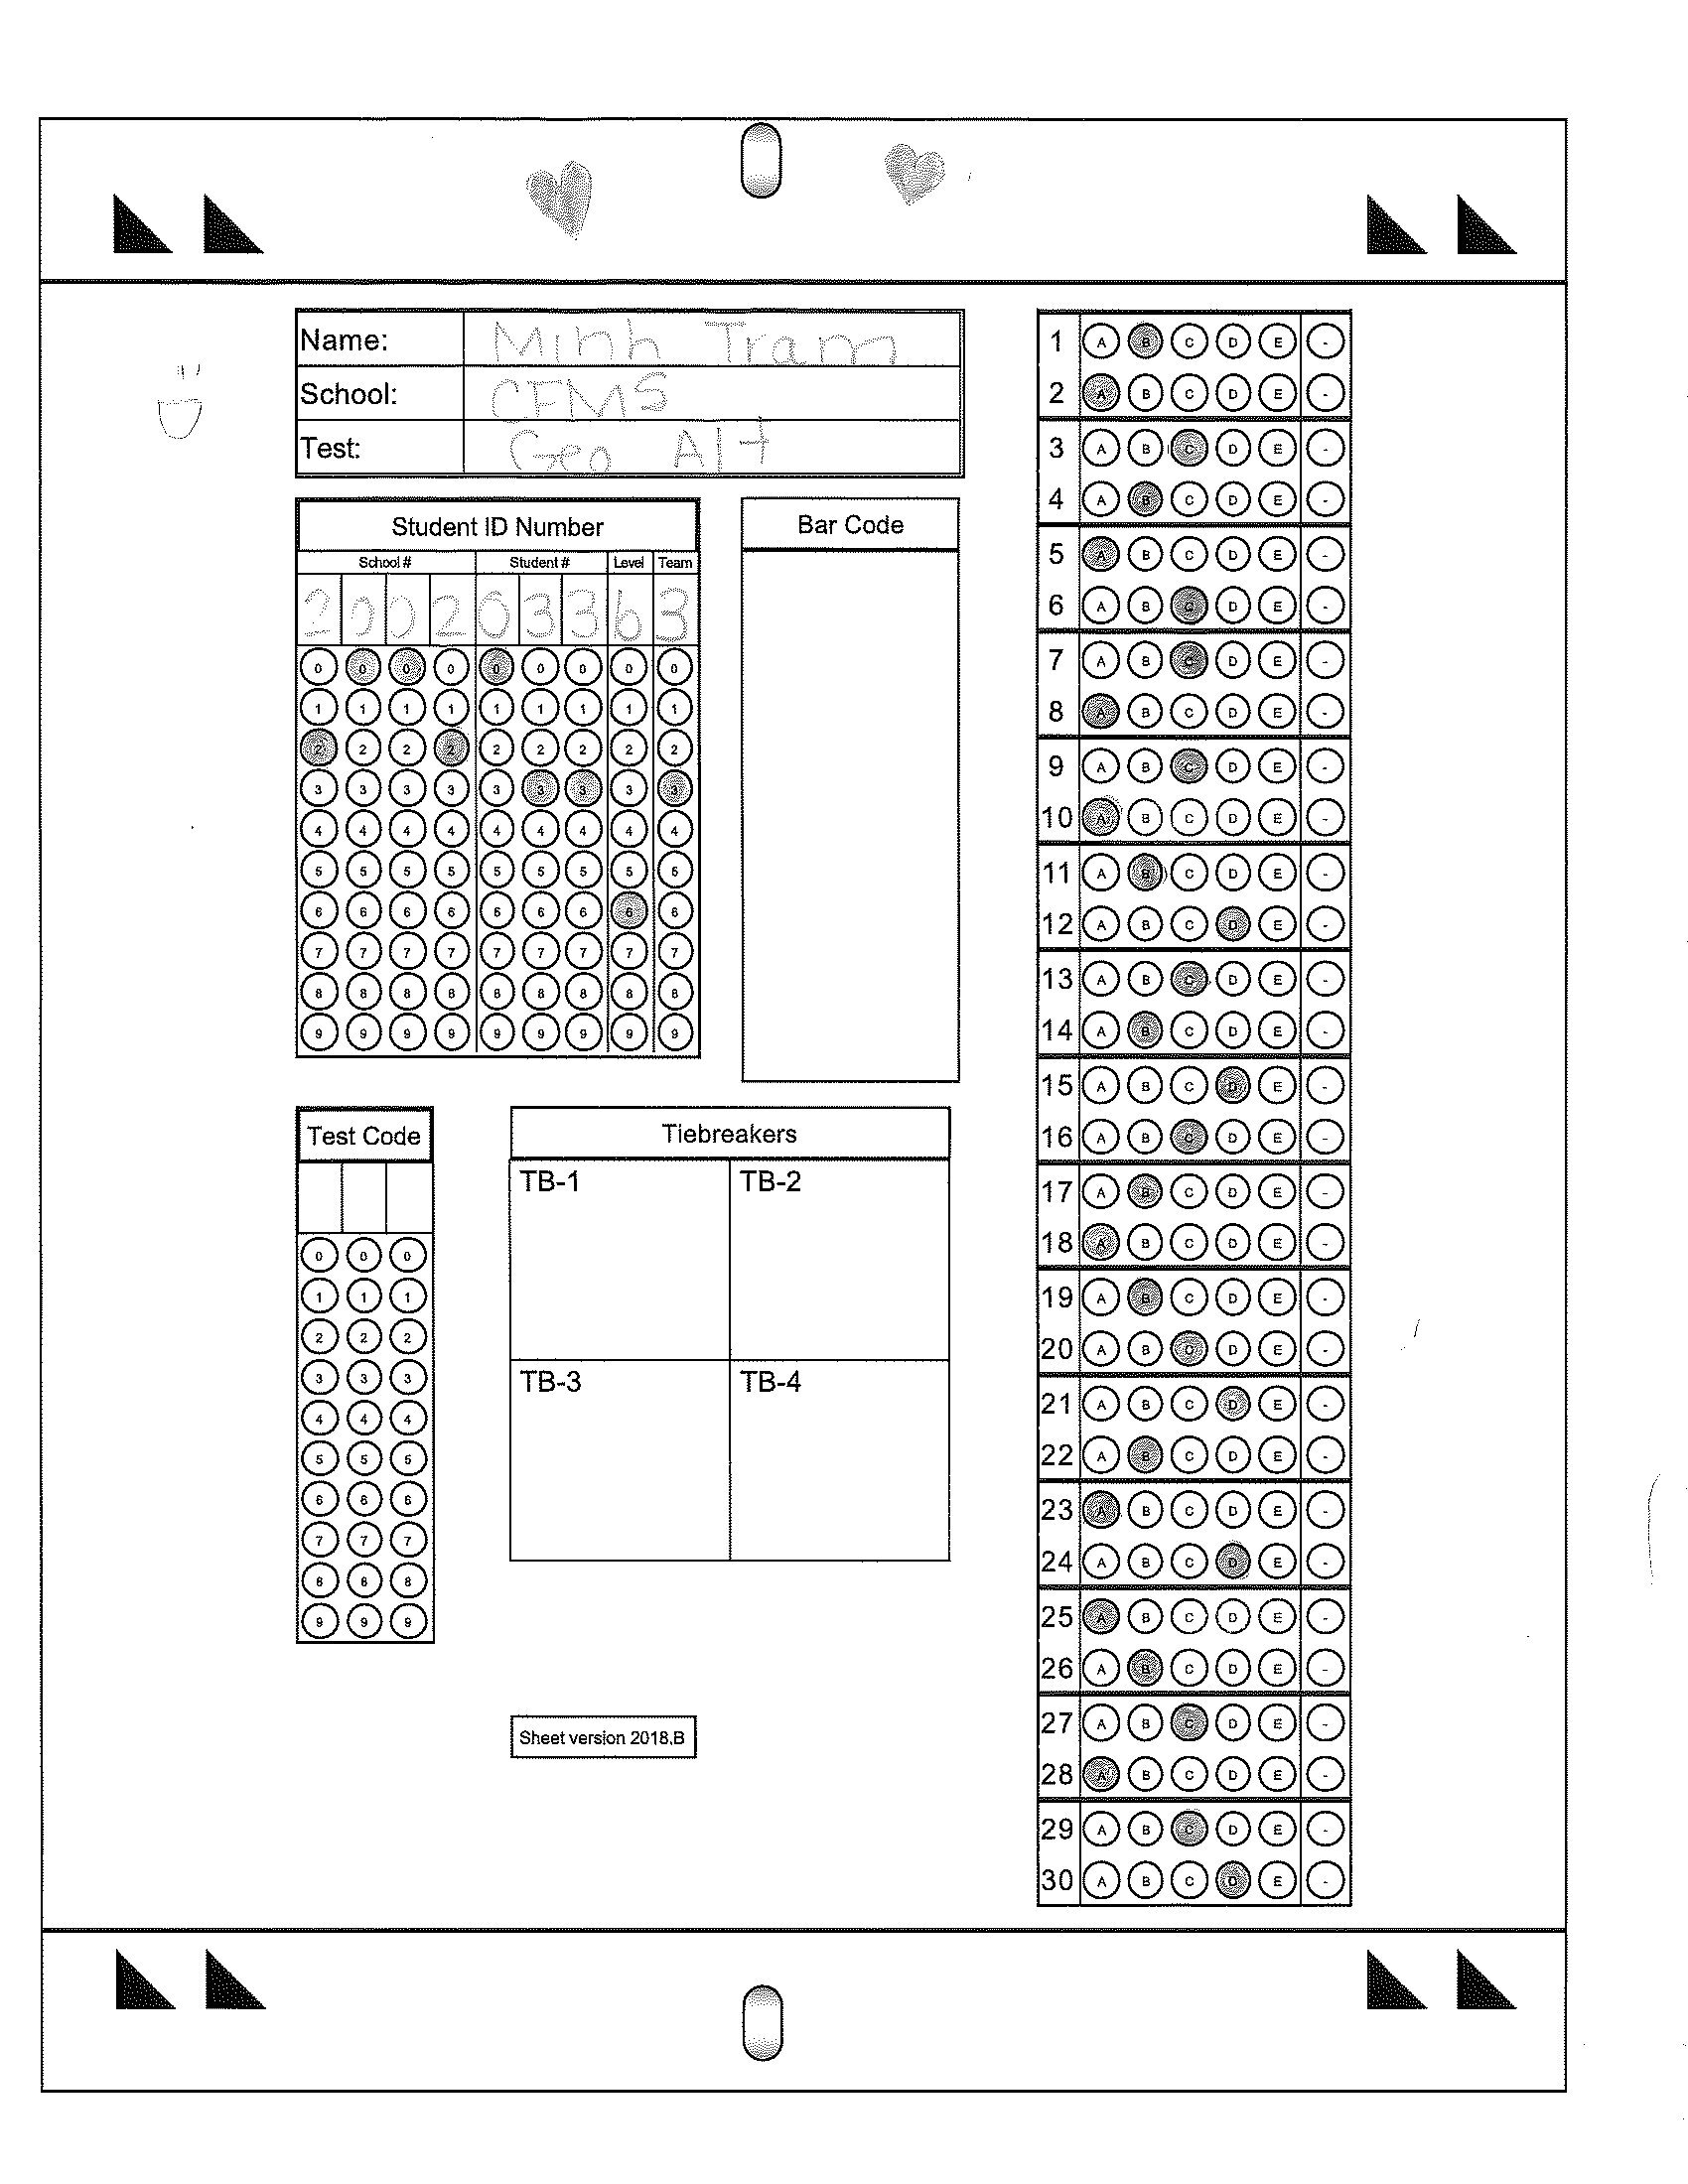 Name: Minh Tram
School: CFMS
Test: Geo Alt
Student ID Number
School # Student # Level Team
2 0 0 2 0 3 3 6 3
0 0 0 0 0 0 0 0 0
1 1 1 1 1 1 1 1 1
2 2 2 2 2 2 2 2 2
3 3 3 3 3 3 3 3 3
4 4 4 4 4 4 4 4 4
5 5 5 5 5 5 5 5 5
6 6 6 6 6 6 6 6 6
7 7 7 7 7 7 7 7 7
8 8 8 8 8 8 8 8 8
9 9 9 9 9 9 9 9 9
Bar Code
Test Code
0 0 0
1 1 1
2 2 2
3 3 3
4 4 4
5 5 5
6 6 6
7 7 7
8 8 8
9 9 9
Tiebreakers
TB-1 TB-2
TB-3 TB-4
Sheet version 2018.B
1 A B C D E -
2 A B C D E -
3 A B C D E -
4 A B C D E -
5 A B C D E -
6 A B C D E -
7 A B C D E -
8 A B C D E -
9 A B C D E -
10 A B C D E -
11 A B C D E -
12 A B C D E -
13 A B C D E -
14 A B C D E -
15 A B C D E -
16 A B C D E -
17 A B C D E -
18 A B C D E -
19 A B C D E -
20 A B C D E -
21 A B C D E -
22 A B C D E -
23 A B C D E -
24 A B C D E -
25 A B C D E -
26 A B C D E -
27 A B C D E -
28 A B C D E -
29 A B C D E -
30 A B C D E -